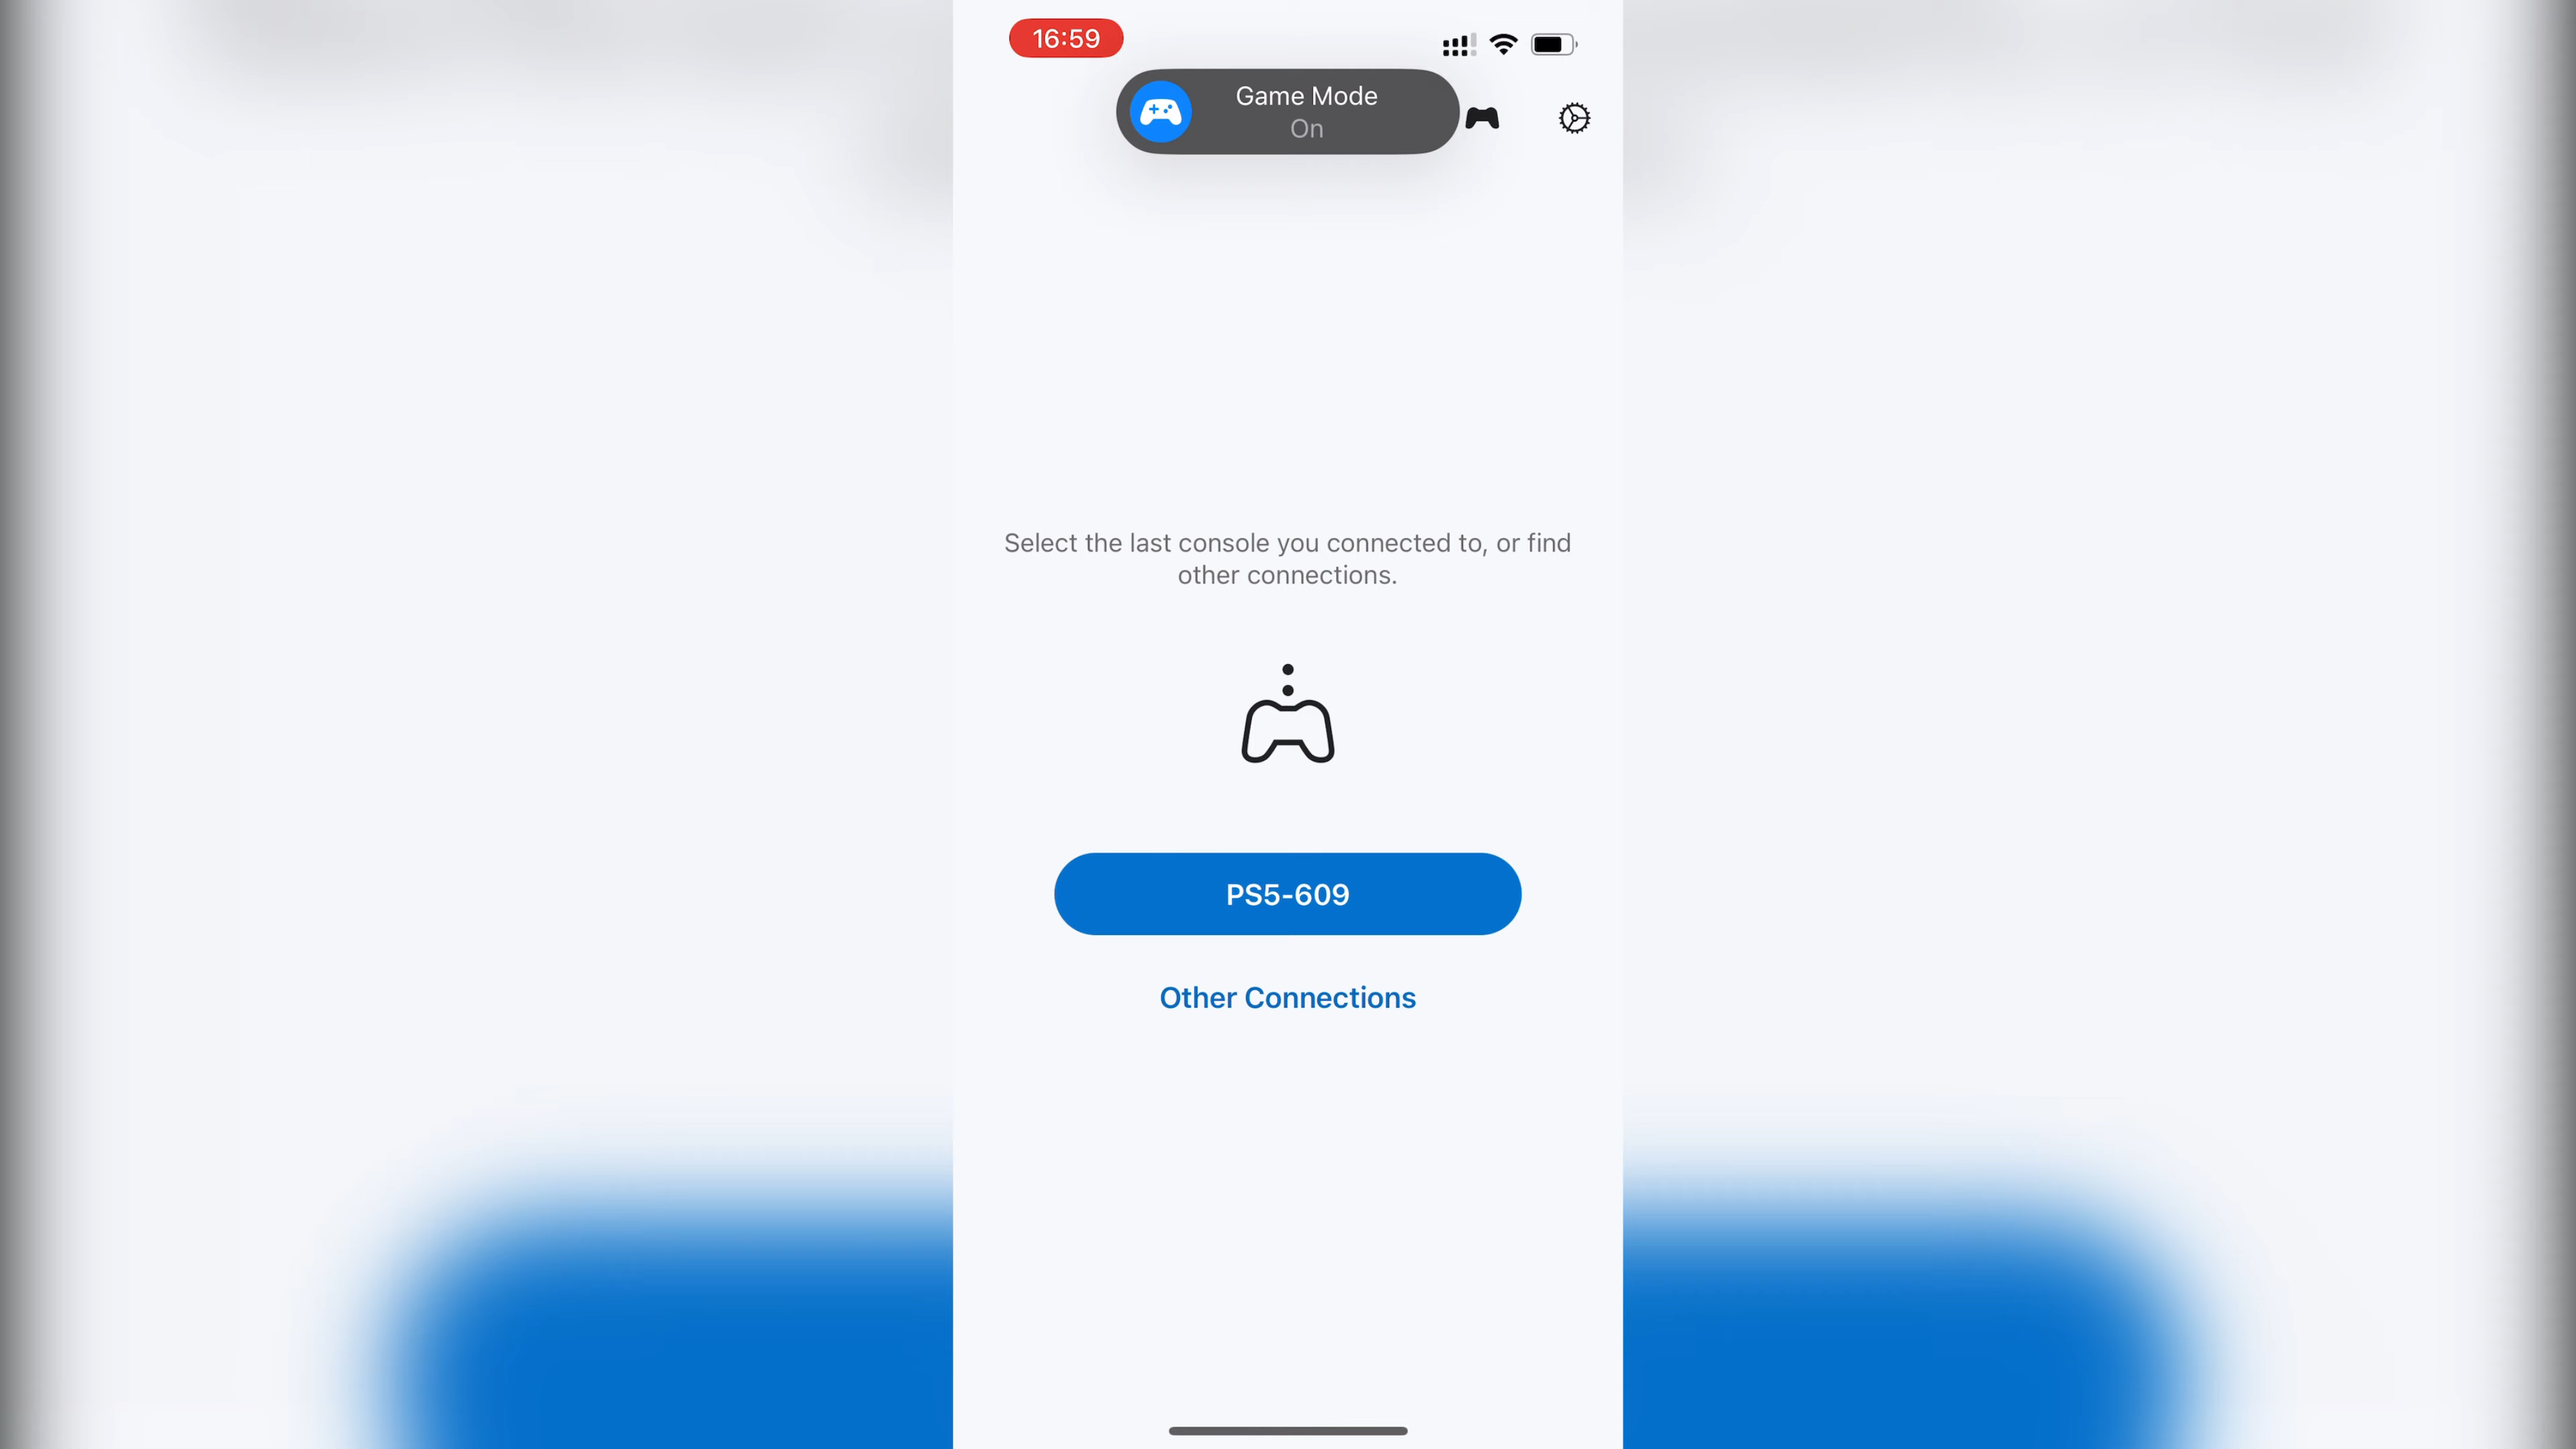 16:59
Game Mode
On
Select the last console you connected to, or find
other connections.
PS5-609
Other Connections